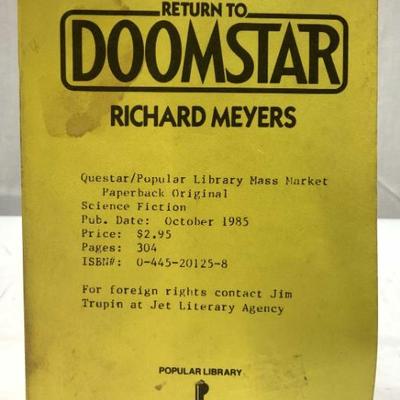 RETURN TO
DOOMSTAR
RICHARD MEYERS
Questar/Popular Library Mass Market
Paperback Original
Science Fiction
Pub. Date: October 1985
Price: $2.95
Pages: 304
ISBN#: 0-445-20125-8
For foreign rights contact Jim
Trupin at Jet Literary Agency
POPULAR LIBRARY